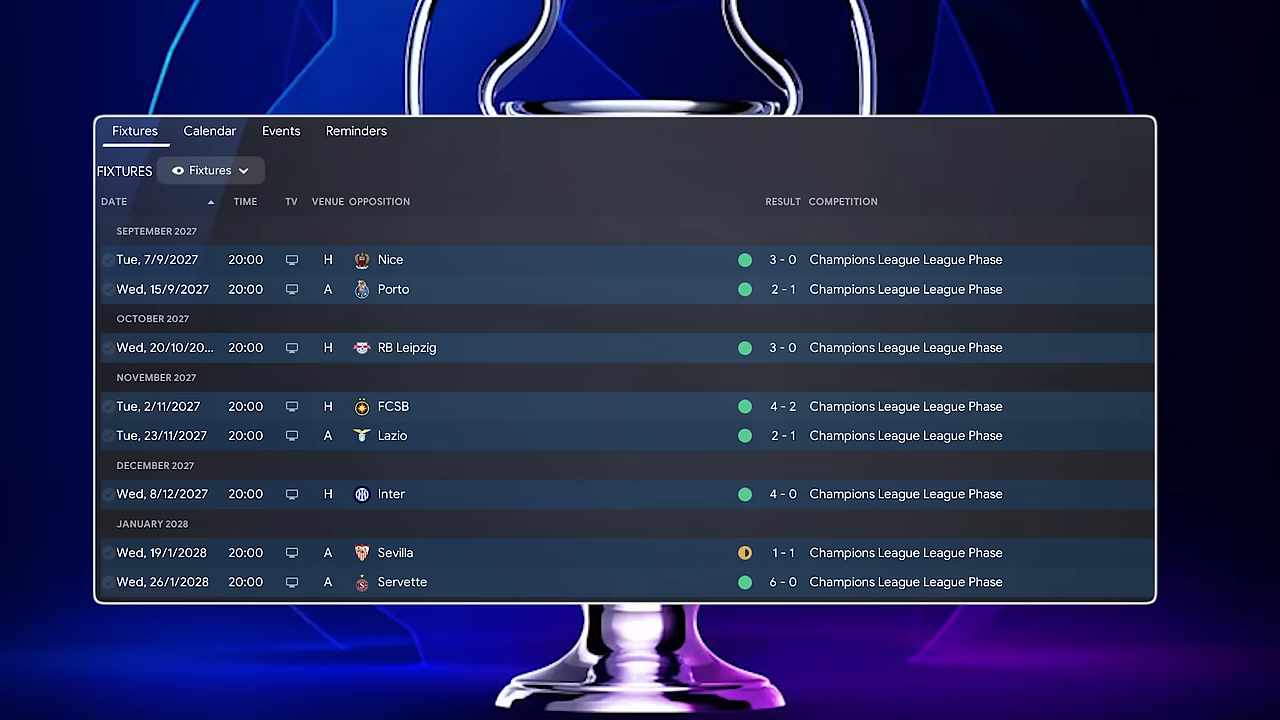 Fixtures Calendar Events Reminders
FIXTURES Fixtures
DATE TIME TV VENUE OPPOSITION RESULT COMPETITION
SEPTEMBER 2027
Tue, 7/9/2027 20:00 H Nice 3 - 0 Champions League League Phase
Wed, 15/9/2027 20:00 A Porto 2 - 1 Champions League League Phase
OCTOBER 2027
Wed, 20/10/20... 20:00 H RB Leipzig 3 - 0 Champions League League Phase
NOVEMBER 2027
Tue, 2/11/2027 20:00 H FCSB 4 - 2 Champions League League Phase
Tue, 23/11/2027 20:00 A Lazio 2 - 1 Champions League League Phase
DECEMBER 2027
Wed, 8/12/2027 20:00 H Inter 4 - 0 Champions League League Phase
JANUARY 2028
Wed, 19/1/2028 20:00 A Sevilla 1 - 1 Champions League League Phase
Wed, 26/1/2028 20:00 A Servette 6 - 0 Champions League League Phase